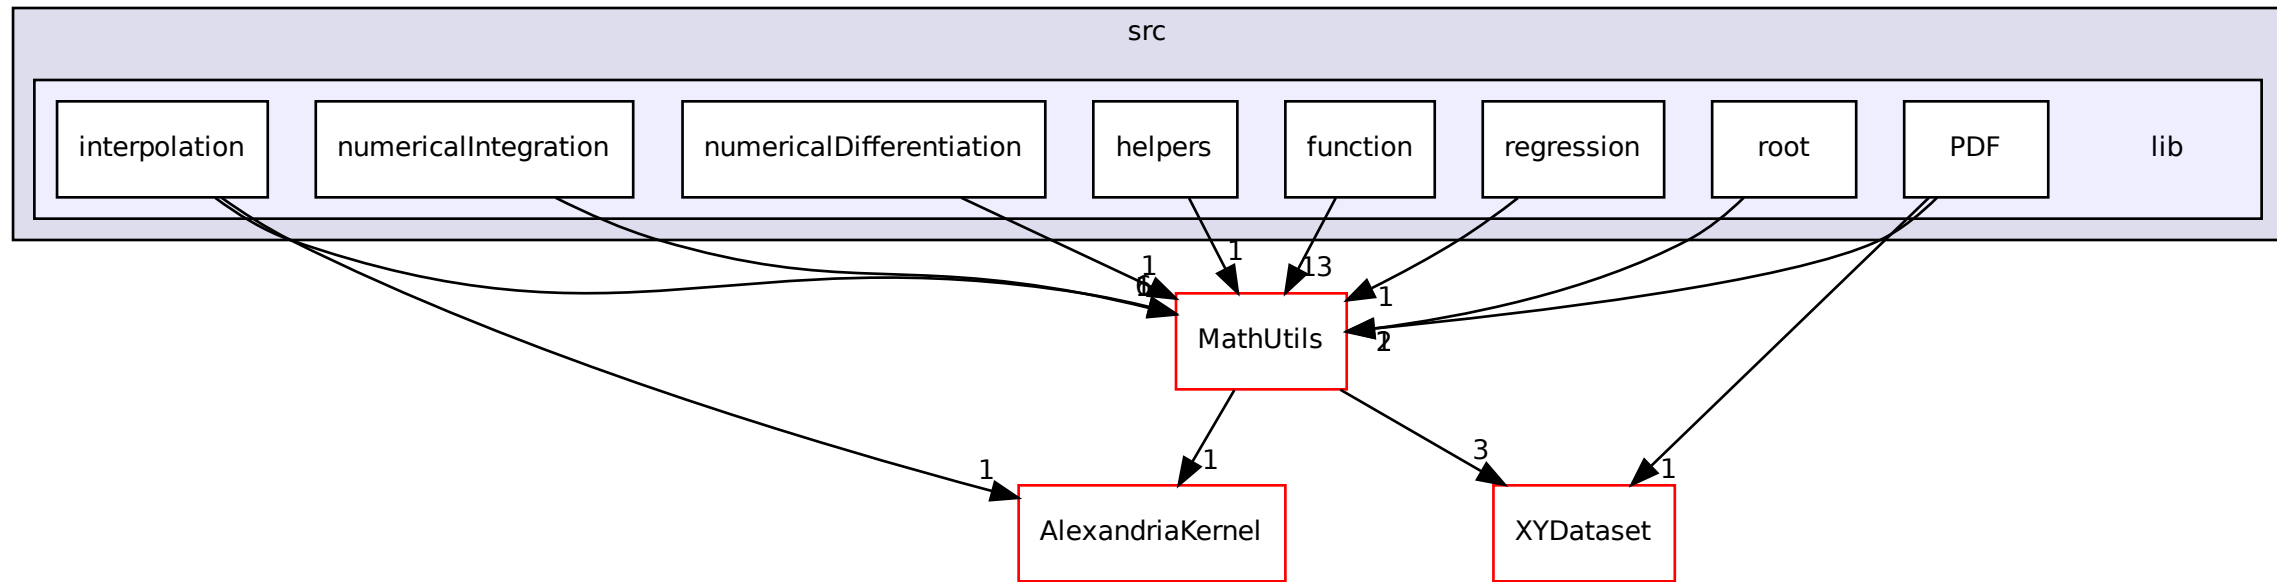 src
interpolation
numericalIntegration
numericalDifferentiation
helpers
function
regression
root
PDF
lib
1
1
13
6
1
MathUtils
2
1
3
1
1
1
AlexandriaKernel
XYDataset